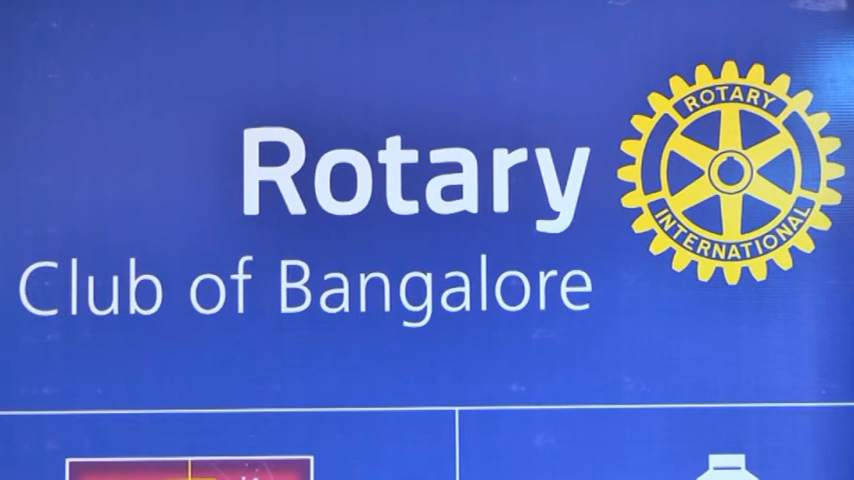 Rotary
Club of Bangalore
ROTARY
INTERNATIONAL